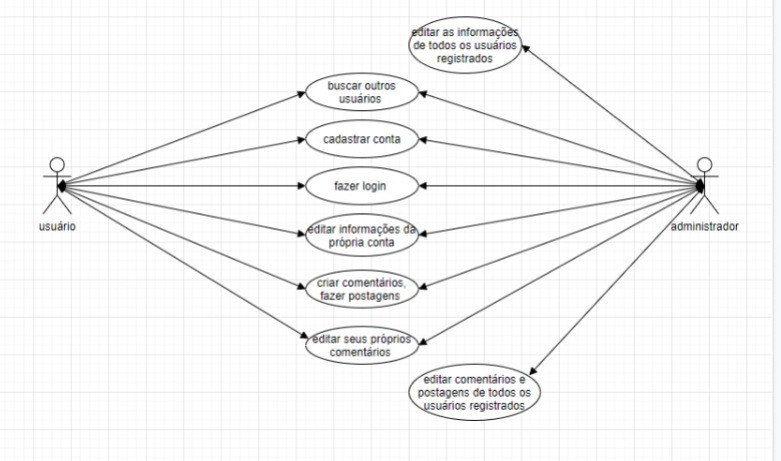 editar as informações
de todos os usuários
registrados
buscar outros
usuários
cadastrar conta
fazer login
usuário
administrador
editar informações da
própria conta
criar comentários,
fazer postagens
editar seus próprios
comentários
editar comentários e
postagens de todos os
usuários registrados